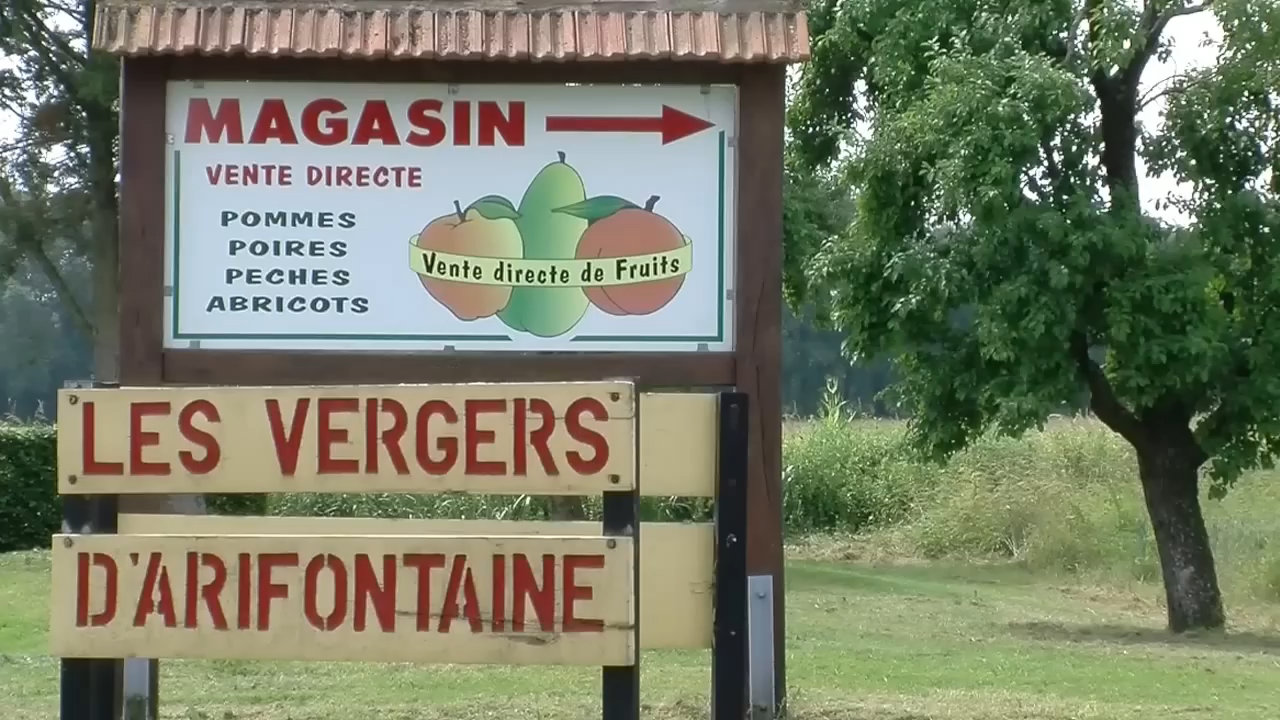 MAGASIN
VENTE DIRECTE
POMMES
POIRES
PECHES
ABRICOTS
Vente directe de Fruits
LES VERGERS
D'ARIFONTAINE